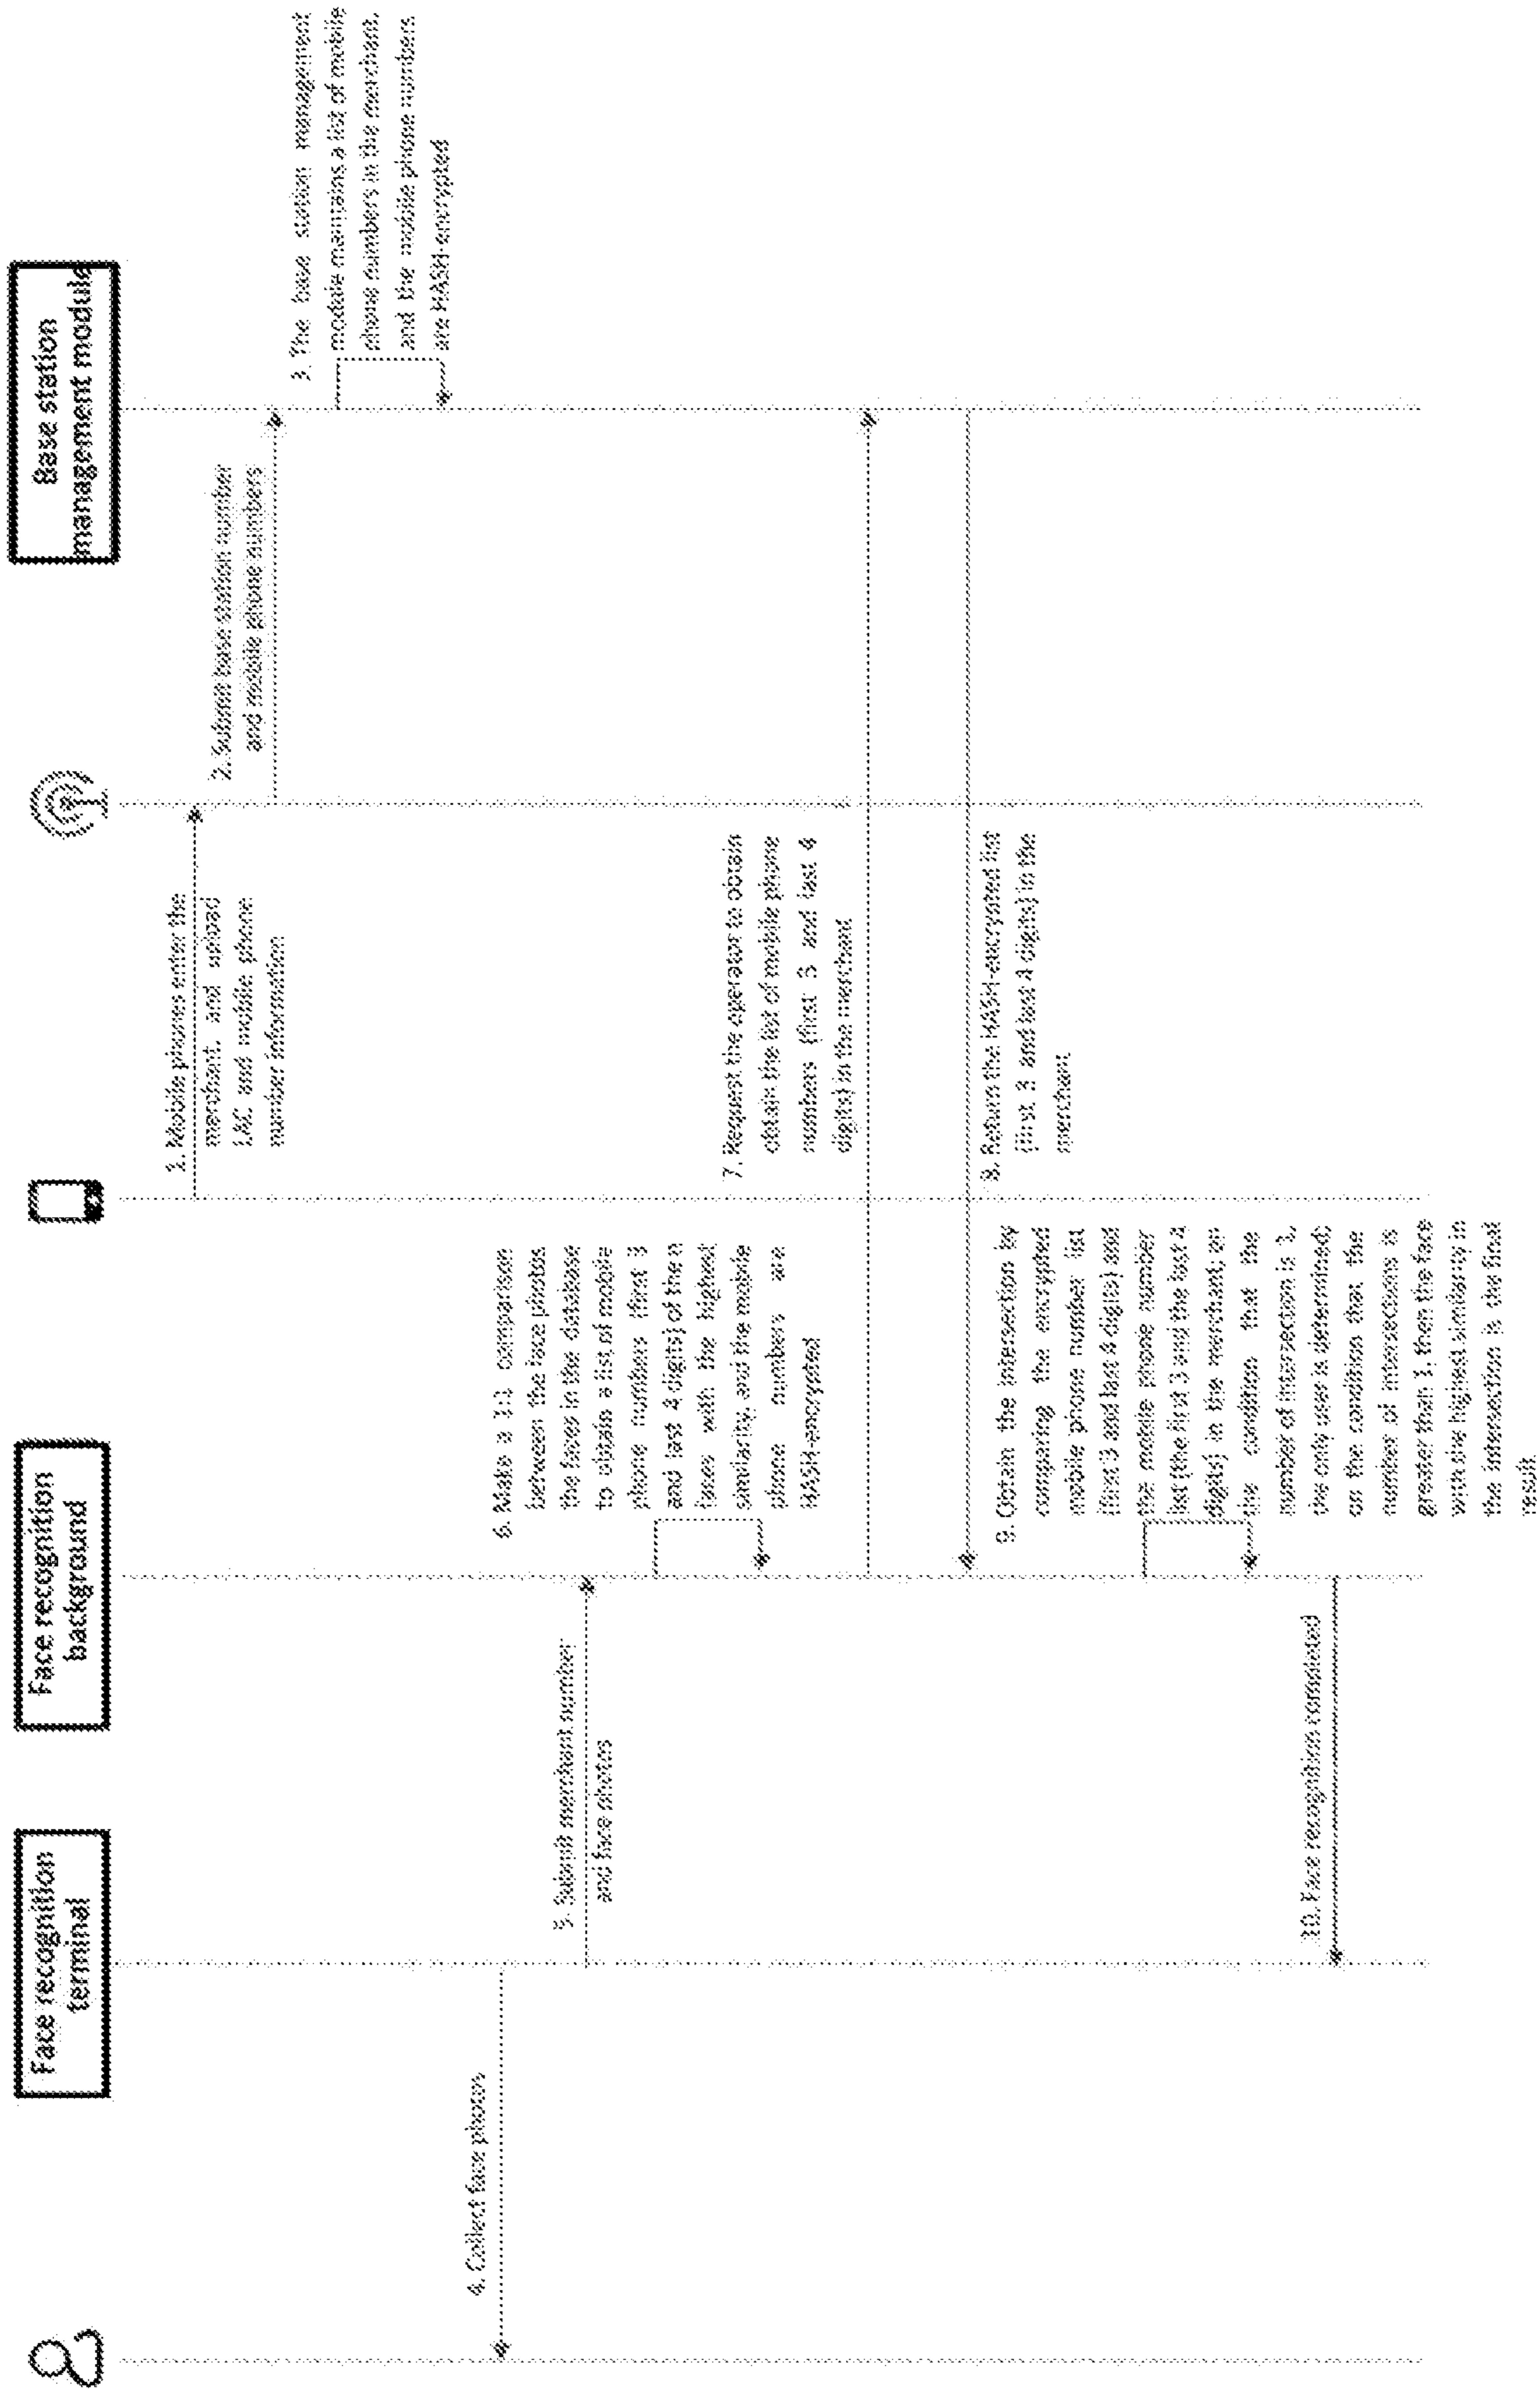 Face recognition
terminal
Face recognition
background
Base station
management module
1. Mobile phones enter the
merchant, and upload
LAC and mobile phone
number information
2. Submit base station number
and mobile phone numbers
3. The base station management
module maintains a list of mobile
phone numbers in the merchant,
and the mobile phone numbers
are HASH-encrypted
4. Collect face photos
5. Submit merchant number
and face photos
6. Make a 1:1 comparison
between the face photos
the faces in the database
to obtain a list of mobile
phone numbers (first 3
and last 4 digits) of the n
faces with the highest
similarity, and the mobile
phone numbers are
HASH-encrypted
7. Request the operator to obtain
obtain the list of mobile phone
numbers (first 3 and last 4
digits) in the merchant
8. Return the HASH-encrypted list
(first 3 and last 4 digits) in the
merchant
9. Obtain the intersection by
comparing the encrypted
mobile phone number list
(first 3 and last 4 digits) and
the mobile phone number
list (the first 3 and the last 4
digits) in the merchant; on
the condition that the
number of intersection is 1,
the only user is determined;
on the condition that the
number of intersections is
greater than 1, then the face
with the highest similarity in
the intersection is the final
result
10. Face recognition completed